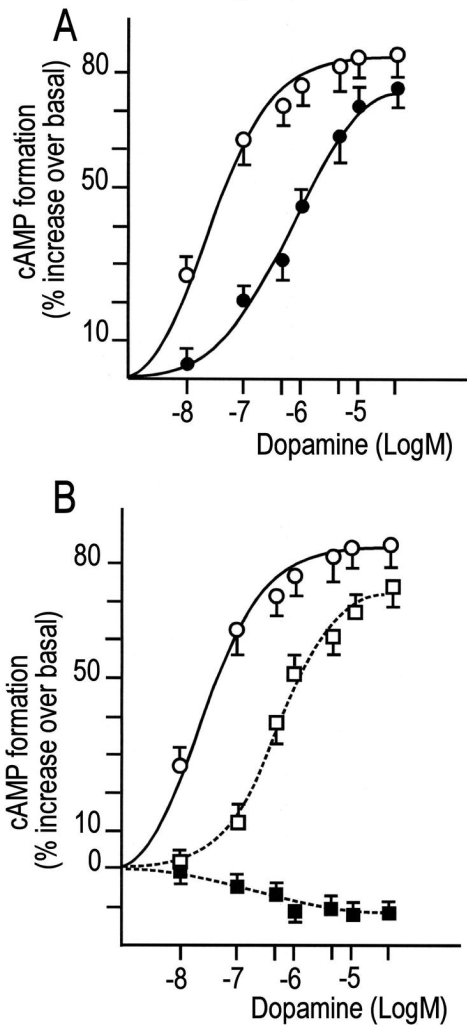 A
cAMP formation
(% increase over basal)
80
50
10
-8 -7 -6 -5
Dopamine (LogM)
B
cAMP formation
(% increase over basal)
80
50
10
0
-8 -7 -6 -5
Dopamine (LogM)